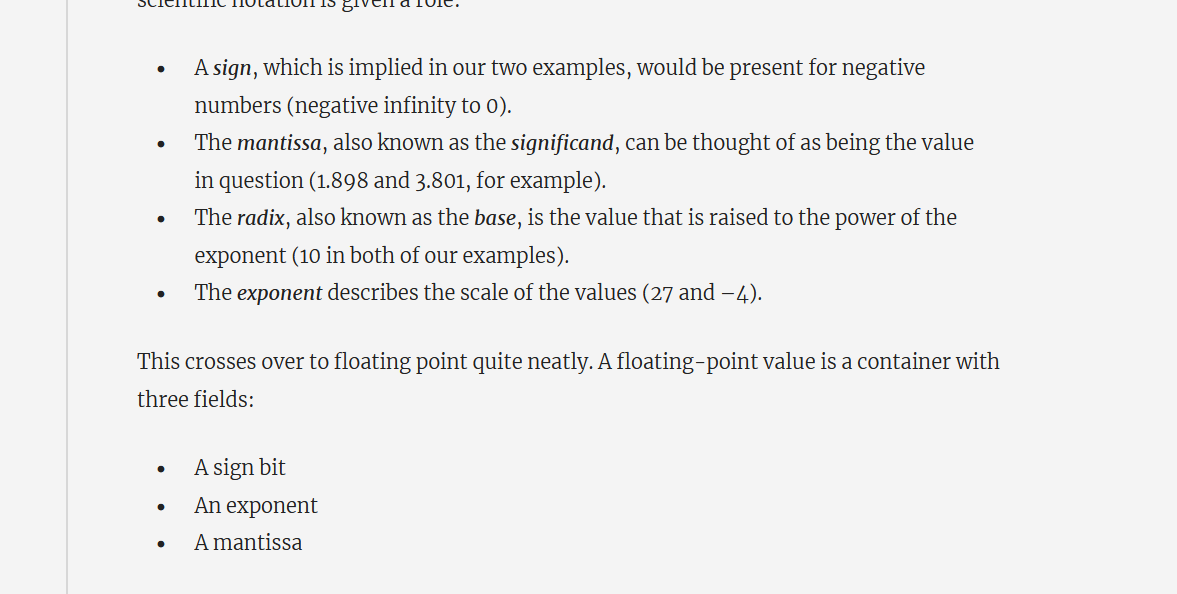 scientific notation is given a role:
• A sign, which is implied in our two examples, would be present for negative
numbers (negative infinity to 0).
• The mantissa, also known as the significand, can be thought of as being the value
in question (1.898 and 3.801, for example).
• The radix, also known as the base, is the value that is raised to the power of the
exponent (10 in both of our examples).
• The exponent describes the scale of the values (27 and –4).
This crosses over to floating point quite neatly. A floating-point value is a container with
three fields:
• A sign bit
• An exponent
• A mantissa